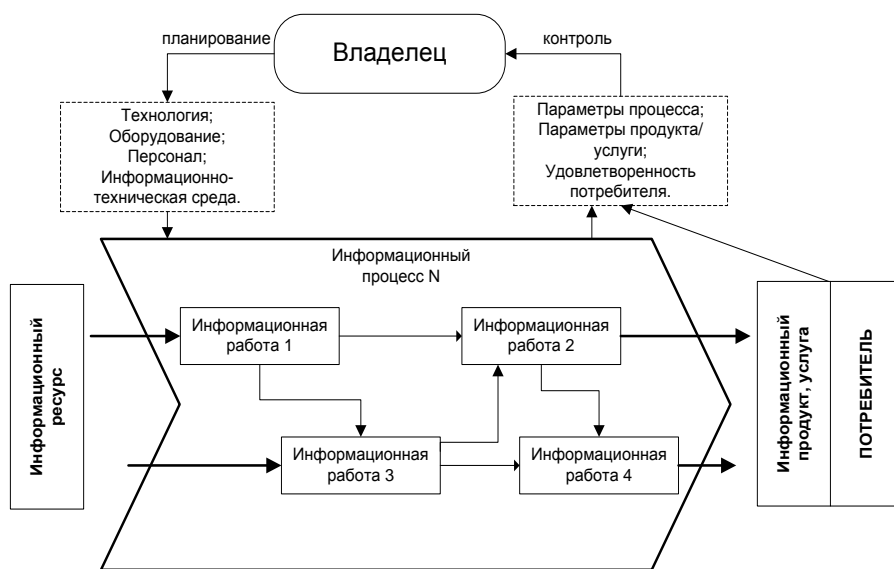 планирование
Владелец
контроль
Технология;
Оборудование;
Персонал;
Информационно-
техническая среда.
Параметры процесса;
Параметры продукта/
услуги;
Удовлетворенность
потребителя.
Информационный
процесс N
Информационный
ресурс
Информационная
работа 1
Информационная
работа 2
Информационная
работа 3
Информационная
работа 4
Информационный
продукт, услуга
ПОТРЕБИТЕЛЬ